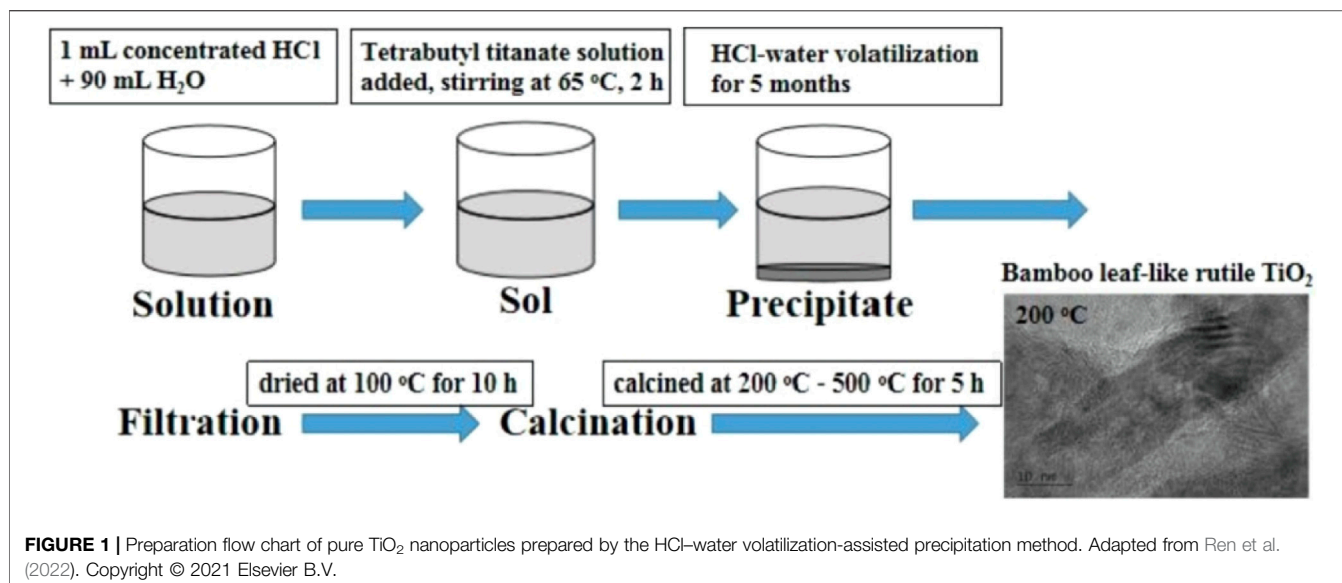 1 mL concentrated HCl
+ 90 mL H₂O
Tetrabutyl titanate solution
added, stirring at 65 °C, 2 h
HCl-water volatilization
for 5 months
Solution
Sol
Precipitate
Bamboo leaf-like rutile TiO₂
200 °C
dried at 100 °C for 10 h
calcined at 200 °C - 500 °C for 5 h
Filtration
Calcination
10 nm
FIGURE 1 | Preparation flow chart of pure TiO₂ nanoparticles prepared by the HCl–water volatilization-assisted precipitation method. Adapted from Ren et al.
(2022). Copyright © 2021 Elsevier B.V.